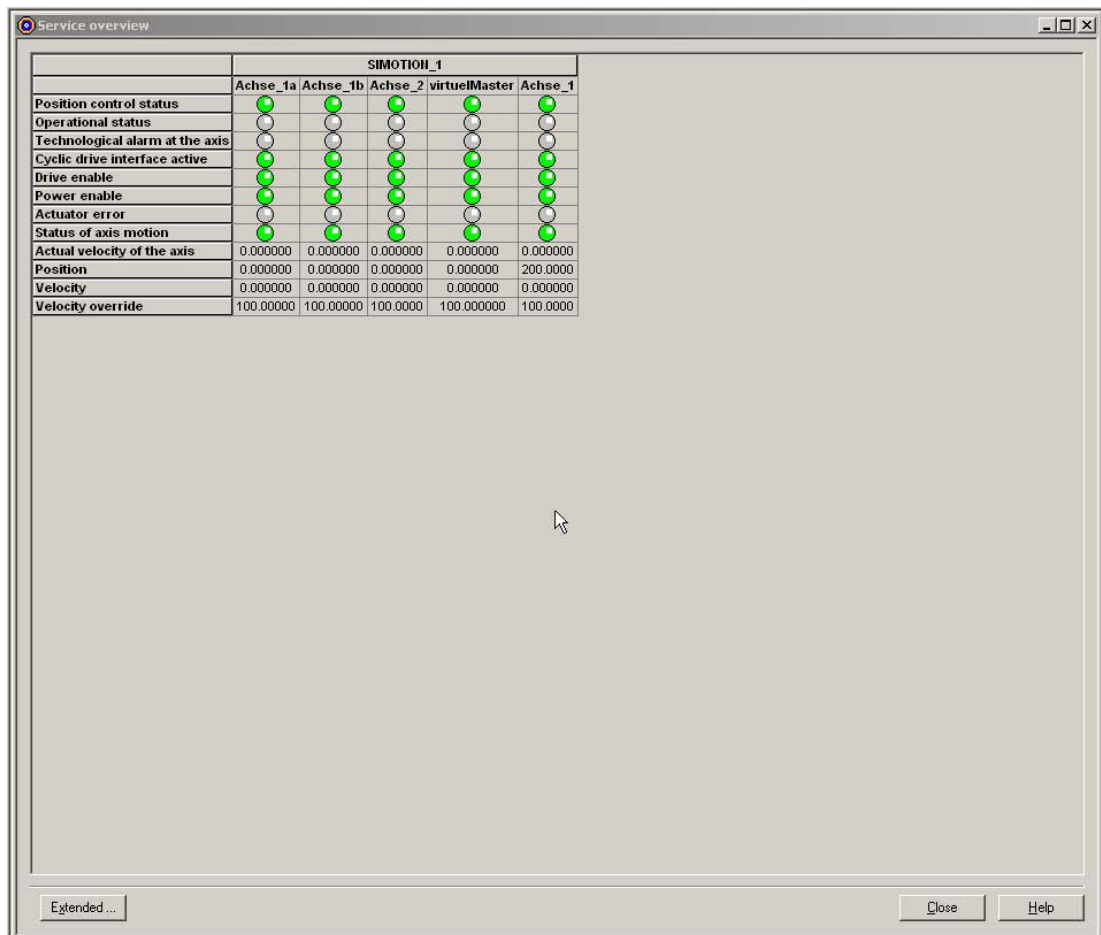 Service overview
SIMOTION_1
Achse_1a Achse_1b Achse_2 virtuelMaster Achse_1
Position control status
Operational status
Technological alarm at the axis
Cyclic drive interface active
Drive enable
Power enable
Actuator error
Status of axis motion
Actual velocity of the axis 0.000000 0.000000 0.000000 0.000000 0.000000
Position 0.000000 0.000000 0.000000 0.000000 200.0000
Velocity 0.000000 0.000000 0.000000 0.000000 0.000000
Velocity override 100.00000 100.00000 100.0000 100.000000 100.0000
Extended ... Close Help